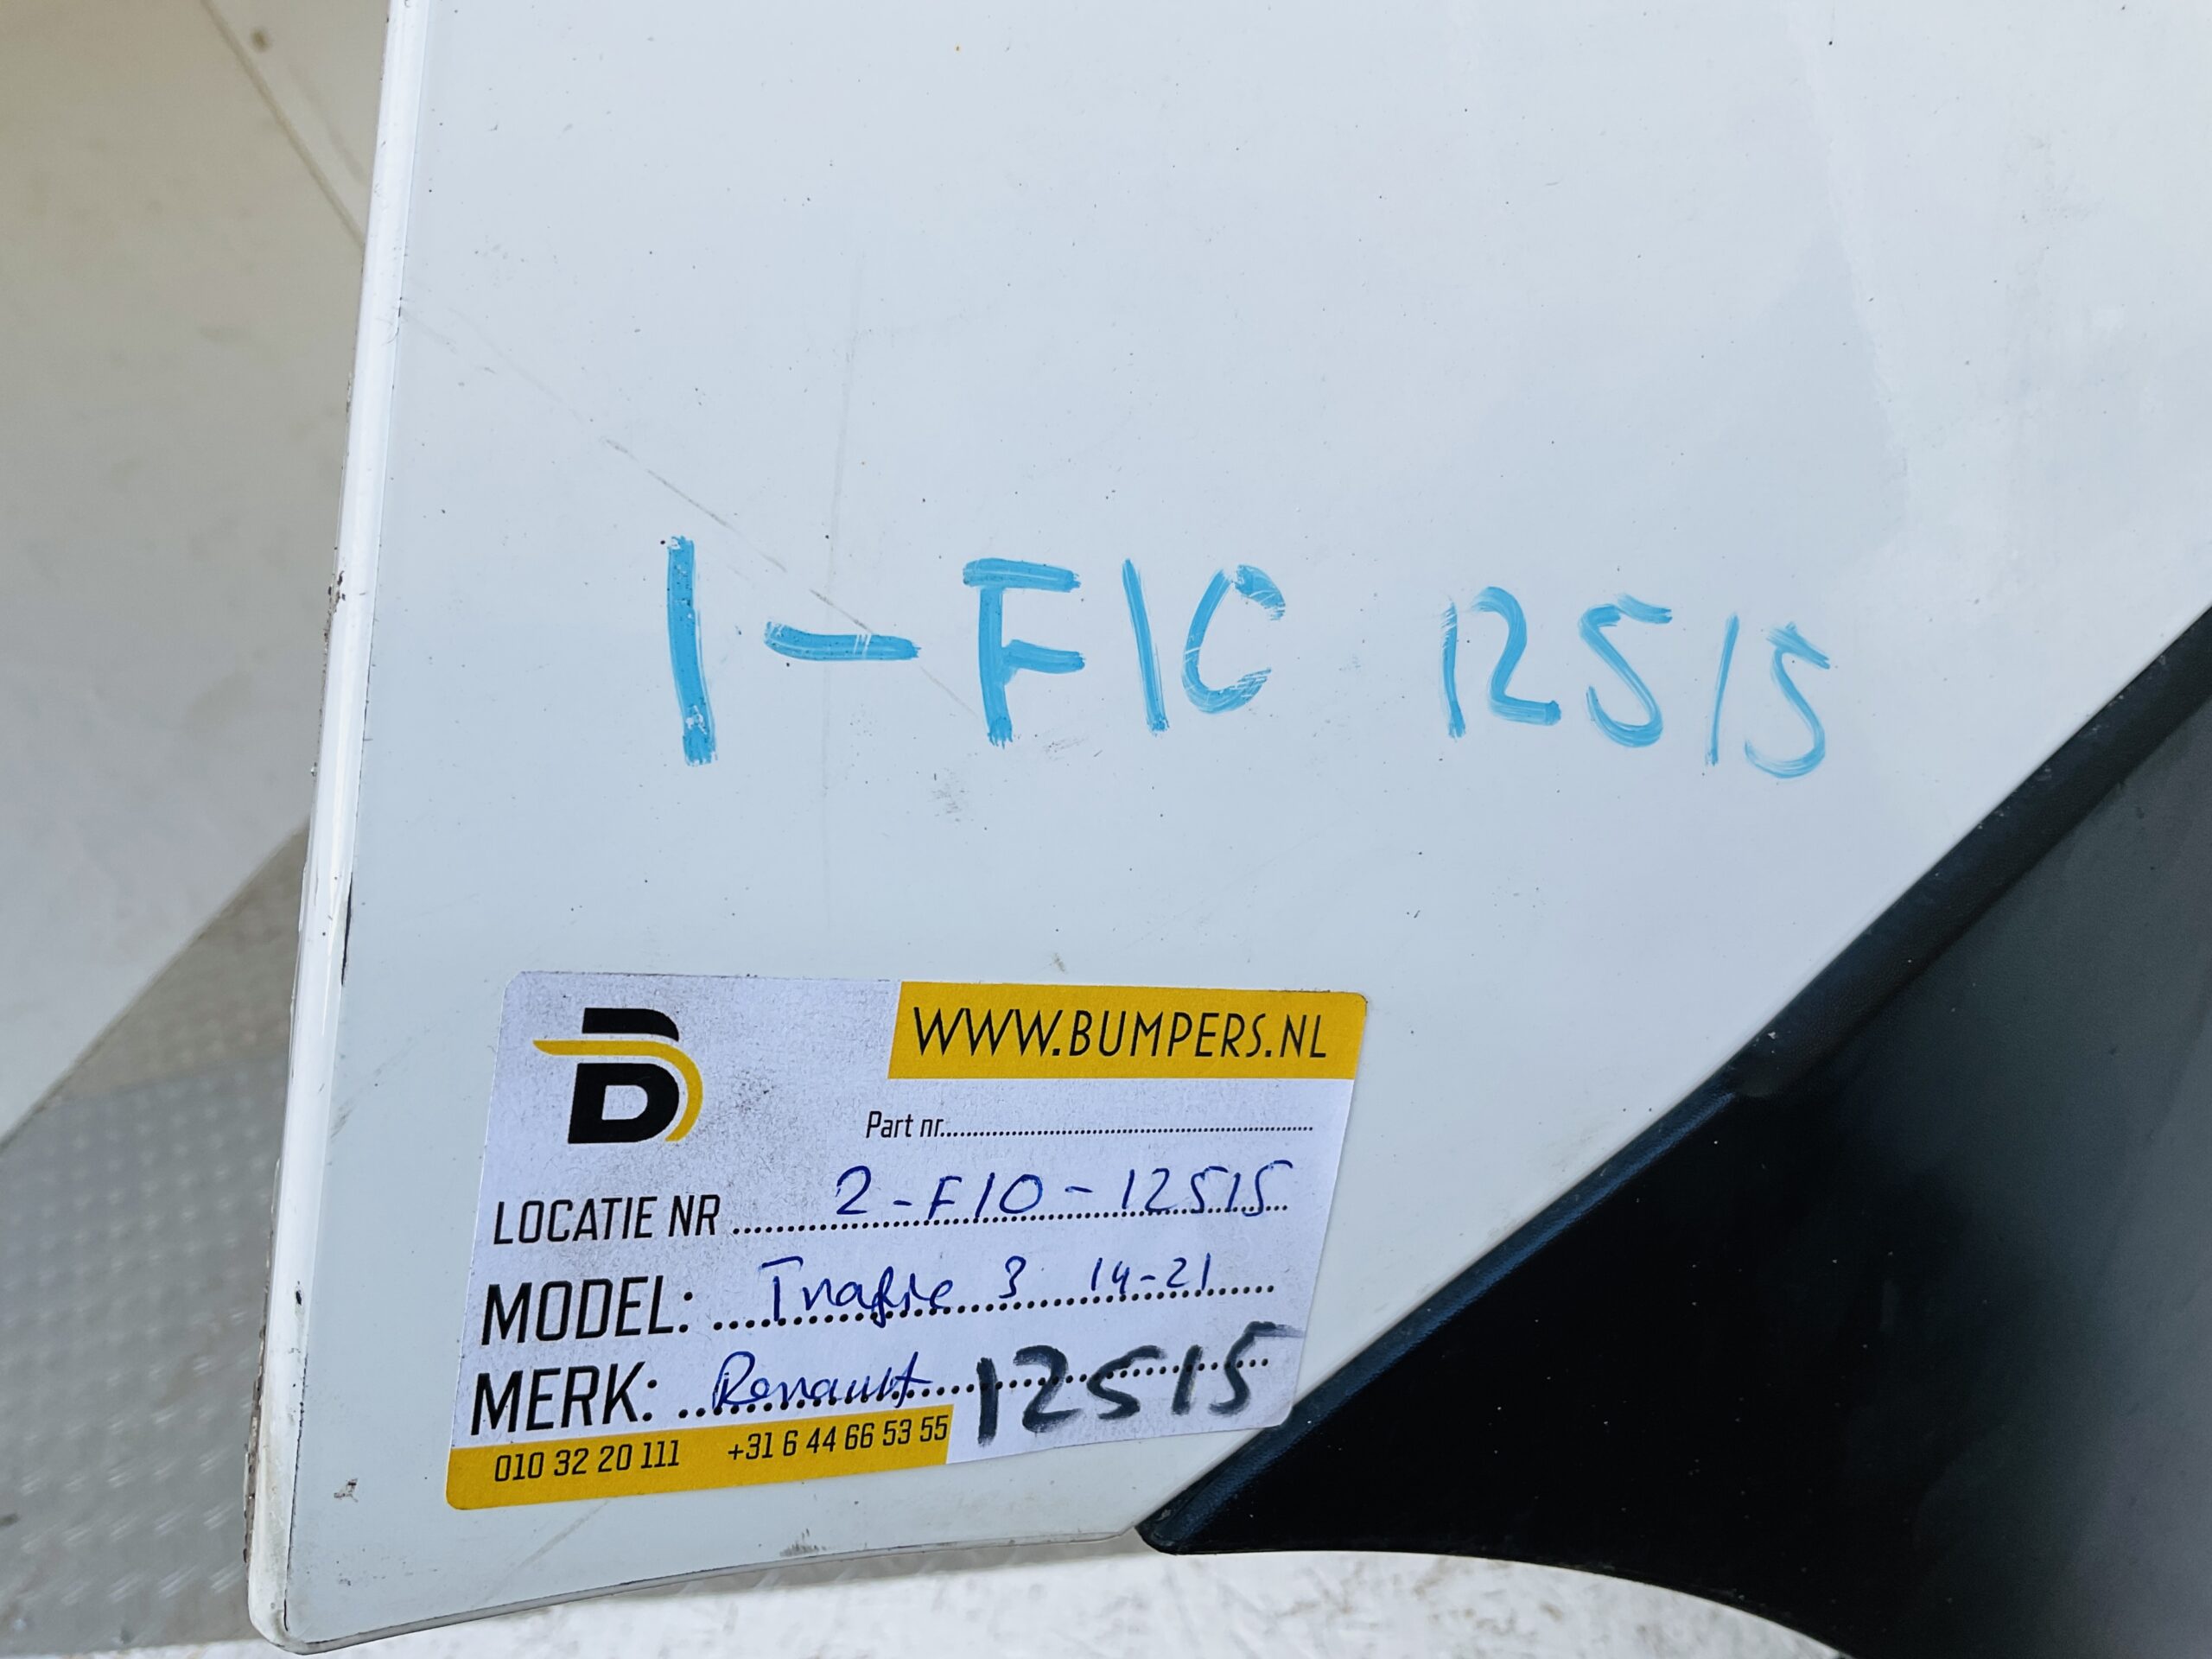 1-F10 12515
B
WWW.BUMPERS.NL
Part nr.
LOCATIE NR 2-F10-12515
MODEL: Trafic 3 14-21
MERK: Renault 12515
010 32 20 111 +31 6 44 66 53 55